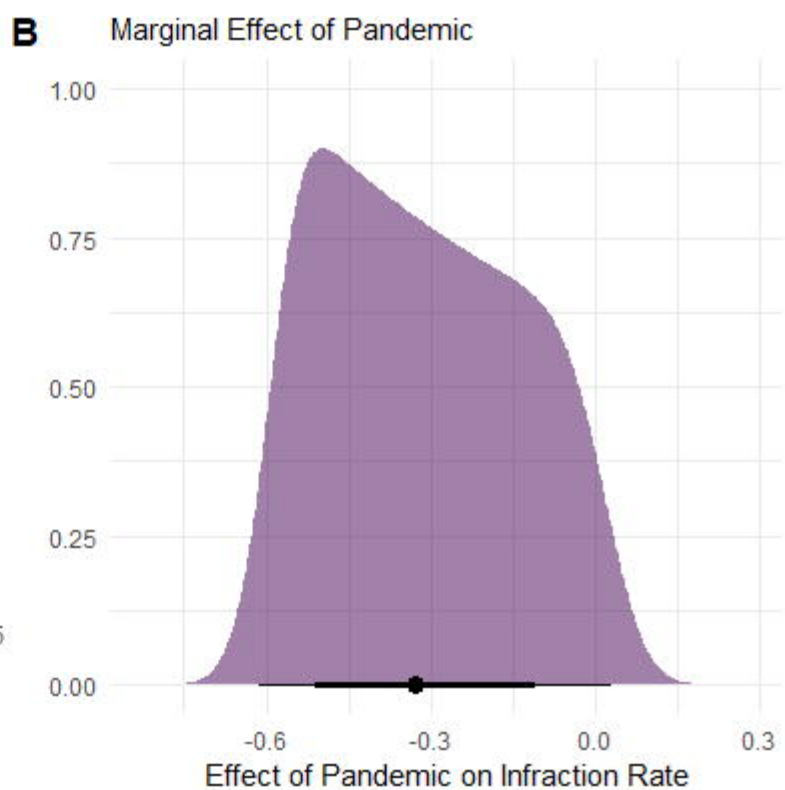 B Marginal Effect of Pandemic
1.00
0.75
0.50
0.25
0.00
-0.6 -0.3 0.0 0.3
Effect of Pandemic on Infraction Rate